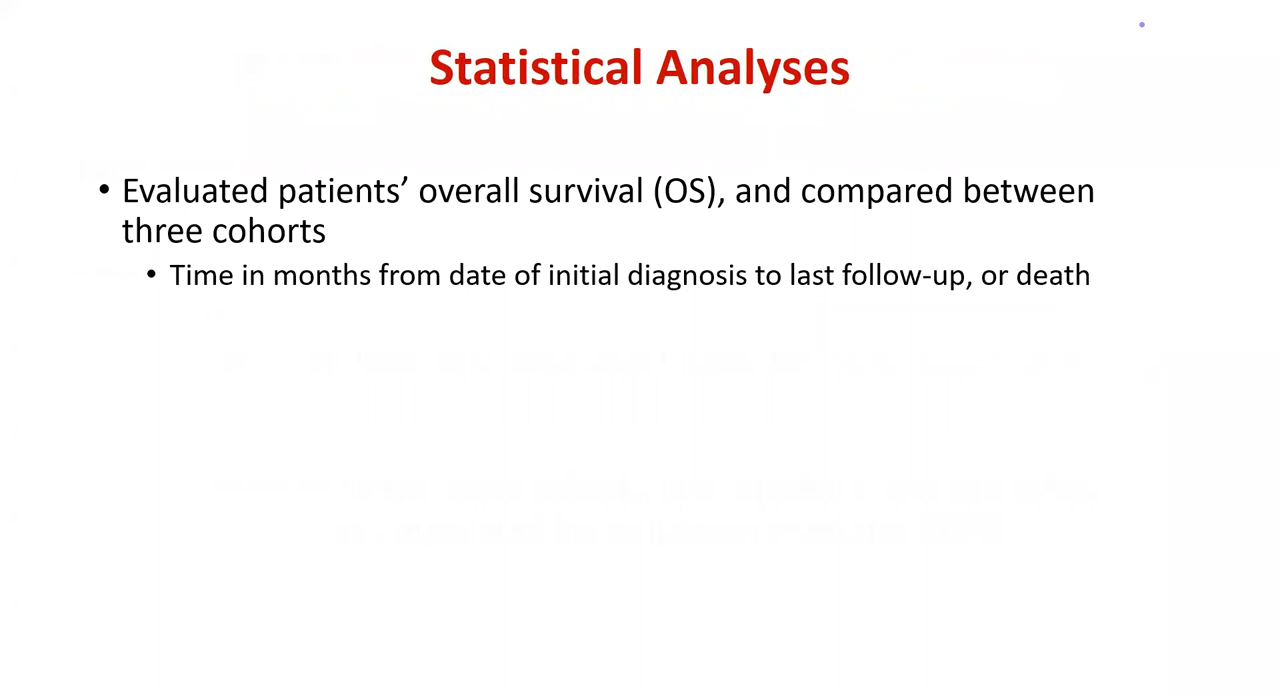 Statistical Analyses
• Evaluated patients’ overall survival (OS), and compared between
three cohorts
• Time in months from date of initial diagnosis to last follow-up, or death